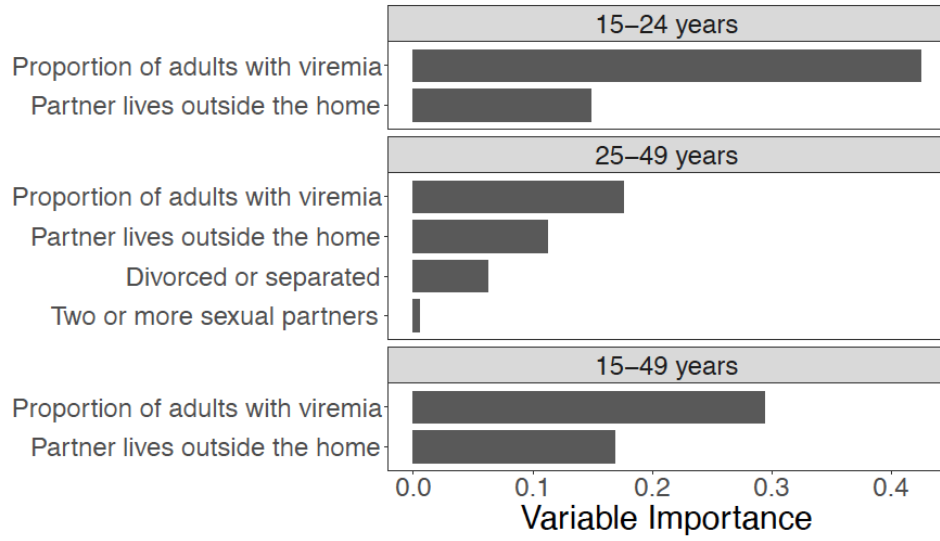 15–24 years
Proportion of adults with viremia
Partner lives outside the home
25–49 years
Proportion of adults with viremia
Partner lives outside the home
Divorced or separated
Two or more sexual partners
15–49 years
Proportion of adults with viremia
Partner lives outside the home
0.0 0.1 0.2 0.3 0.4
Variable Importance